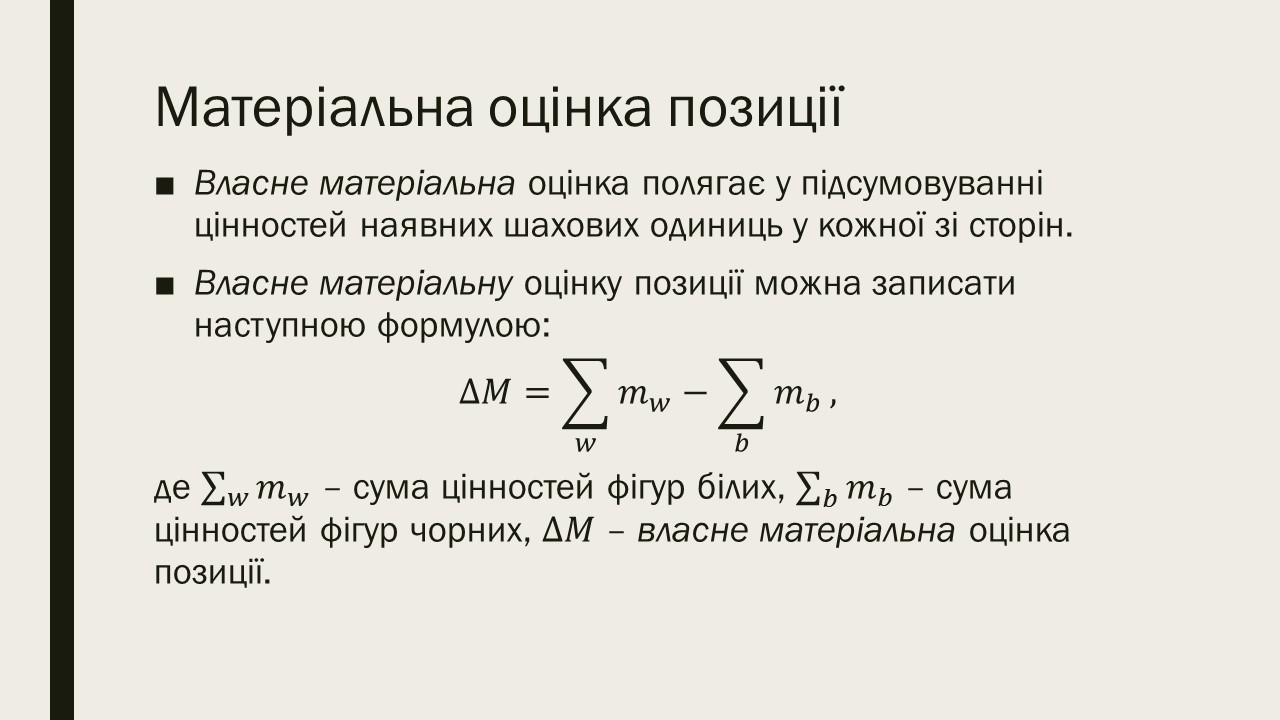 Матеріальна оцінка позиції
▪ Власне матеріальна оцінка полягає у підсумовуванні
цінностей наявних шахових одиниць у кожної зі сторін.
▪ Власне матеріальну оцінку позиції можна записати
наступною формулою:
Δ𝑀 = ∑_𝑤 𝑚_𝑤 − ∑_𝑏 𝑚_𝑏 ,
де ∑_𝑤 𝑚_𝑤 – сума цінностей фігур білих, ∑_𝑏 𝑚_𝑏 – сума
цінностей фігур чорних, Δ𝑀 – власне матеріальна оцінка
позиції.